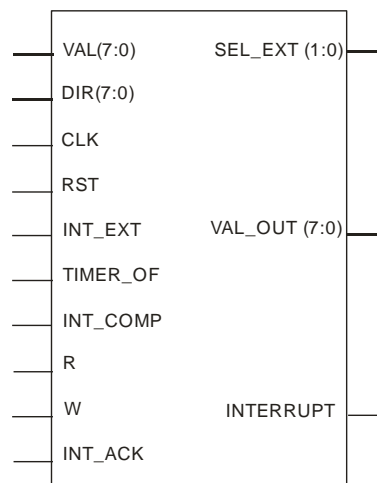 VAL(7:0)
SEL_EXT (1:0)
DIR(7:0)
CLK
RST
INT_EXT
VAL_OUT (7:0)
TIMER_OF
INT_COMP
R
W
INTERRUPT
INT_ACK